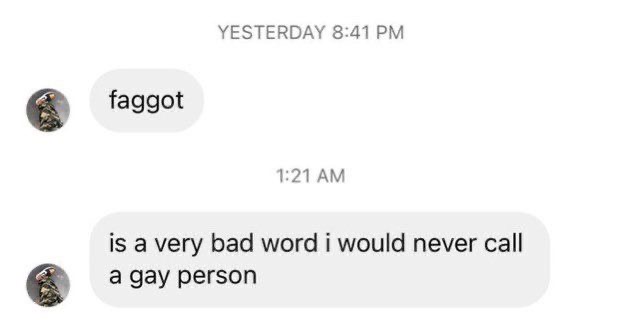 YESTERDAY 8:41 PM
faggot
1:21 AM
is a very bad word i would never call
a gay person